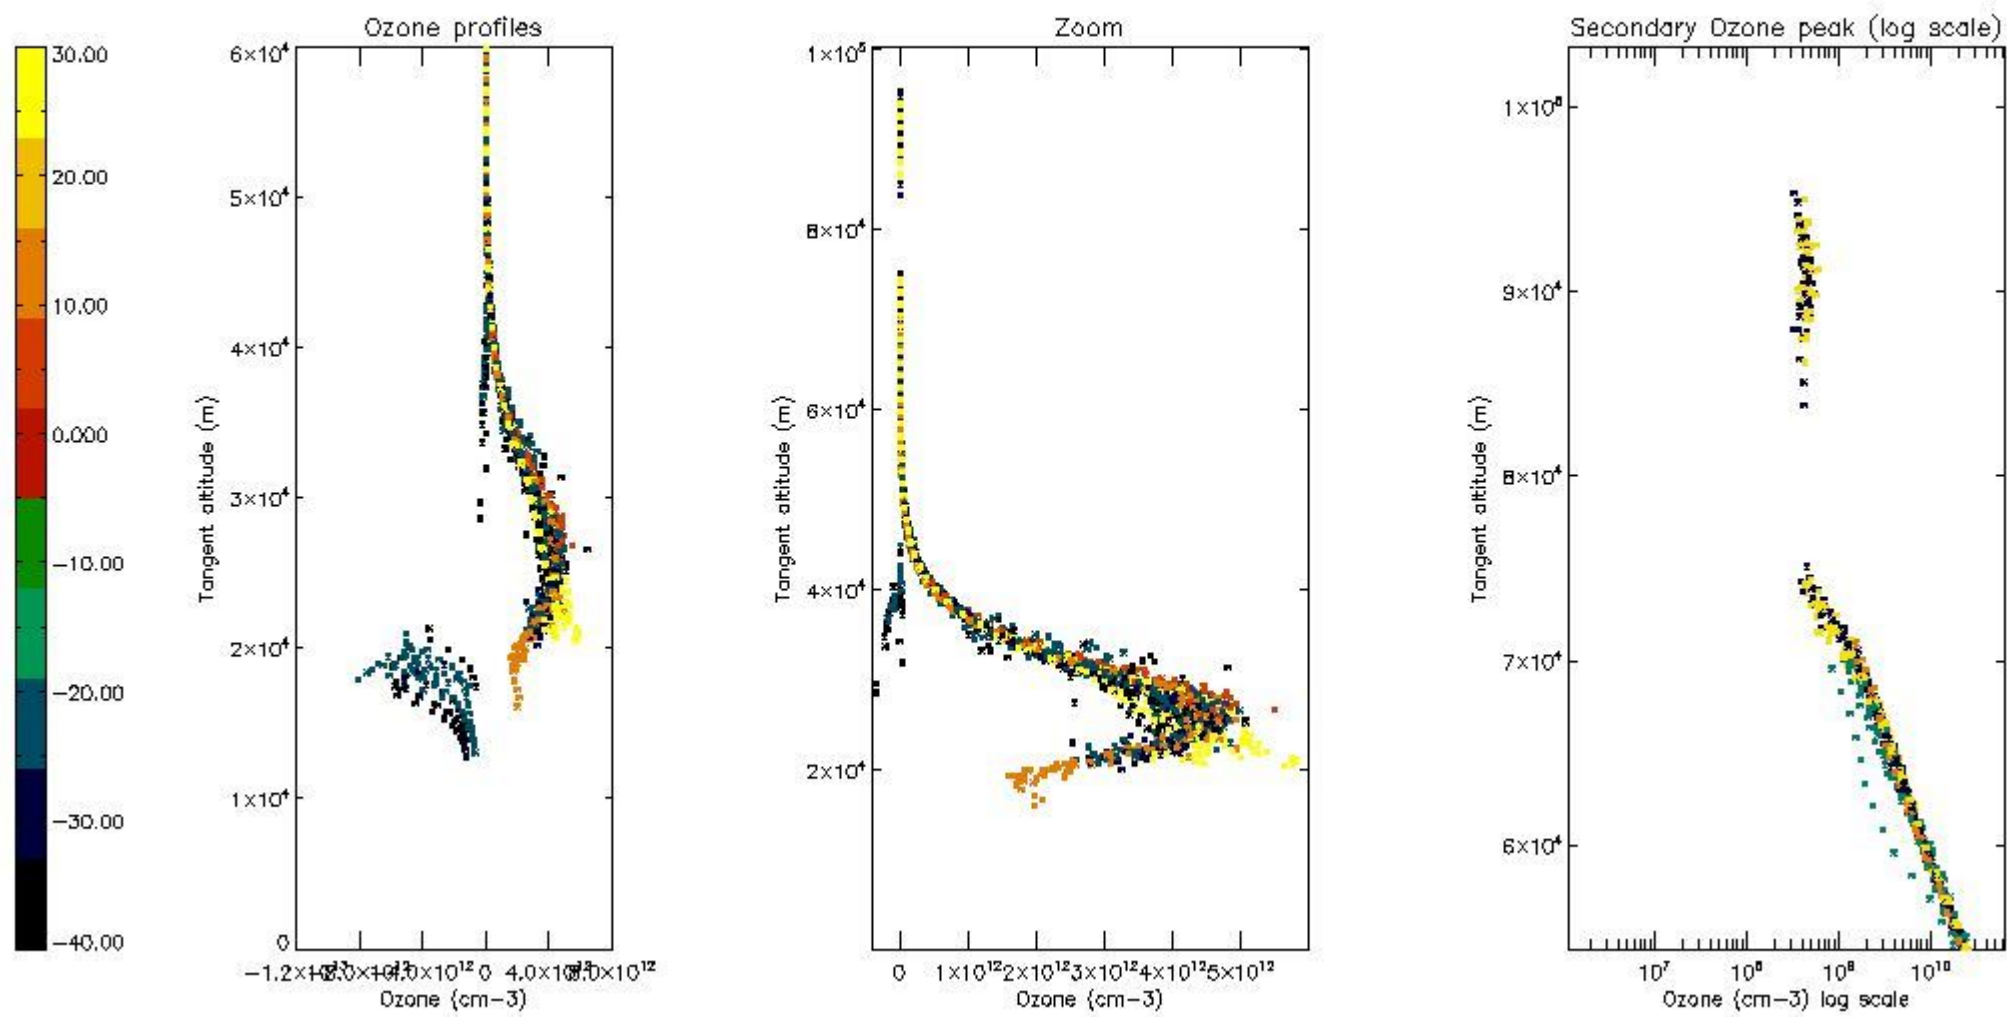 Ozone profiles
Zoom
Secondary Ozone peak (log scale)
30.00
20.00
10.00
0.000
−10.00
−20.00
−30.00
−40.00
6×10⁴
5×10⁴
4×10⁴
3×10⁴
2×10⁴
1×10⁴
0
Tangent altitude (m)
0
Ozone (cm−3)
1×10⁵
8×10⁴
6×10⁴
4×10⁴
2×10⁴
Tangent altitude (m)
0 1×10¹² 2×10¹² 3×10¹² 4×10¹² 5×10¹²
Ozone (cm−3)
9×10⁴
8×10⁴
7×10⁴
6×10⁴
Tangent altitude (m)
10⁷ 10⁸ 10⁹ 10¹⁰
Ozone (cm−3) log scale